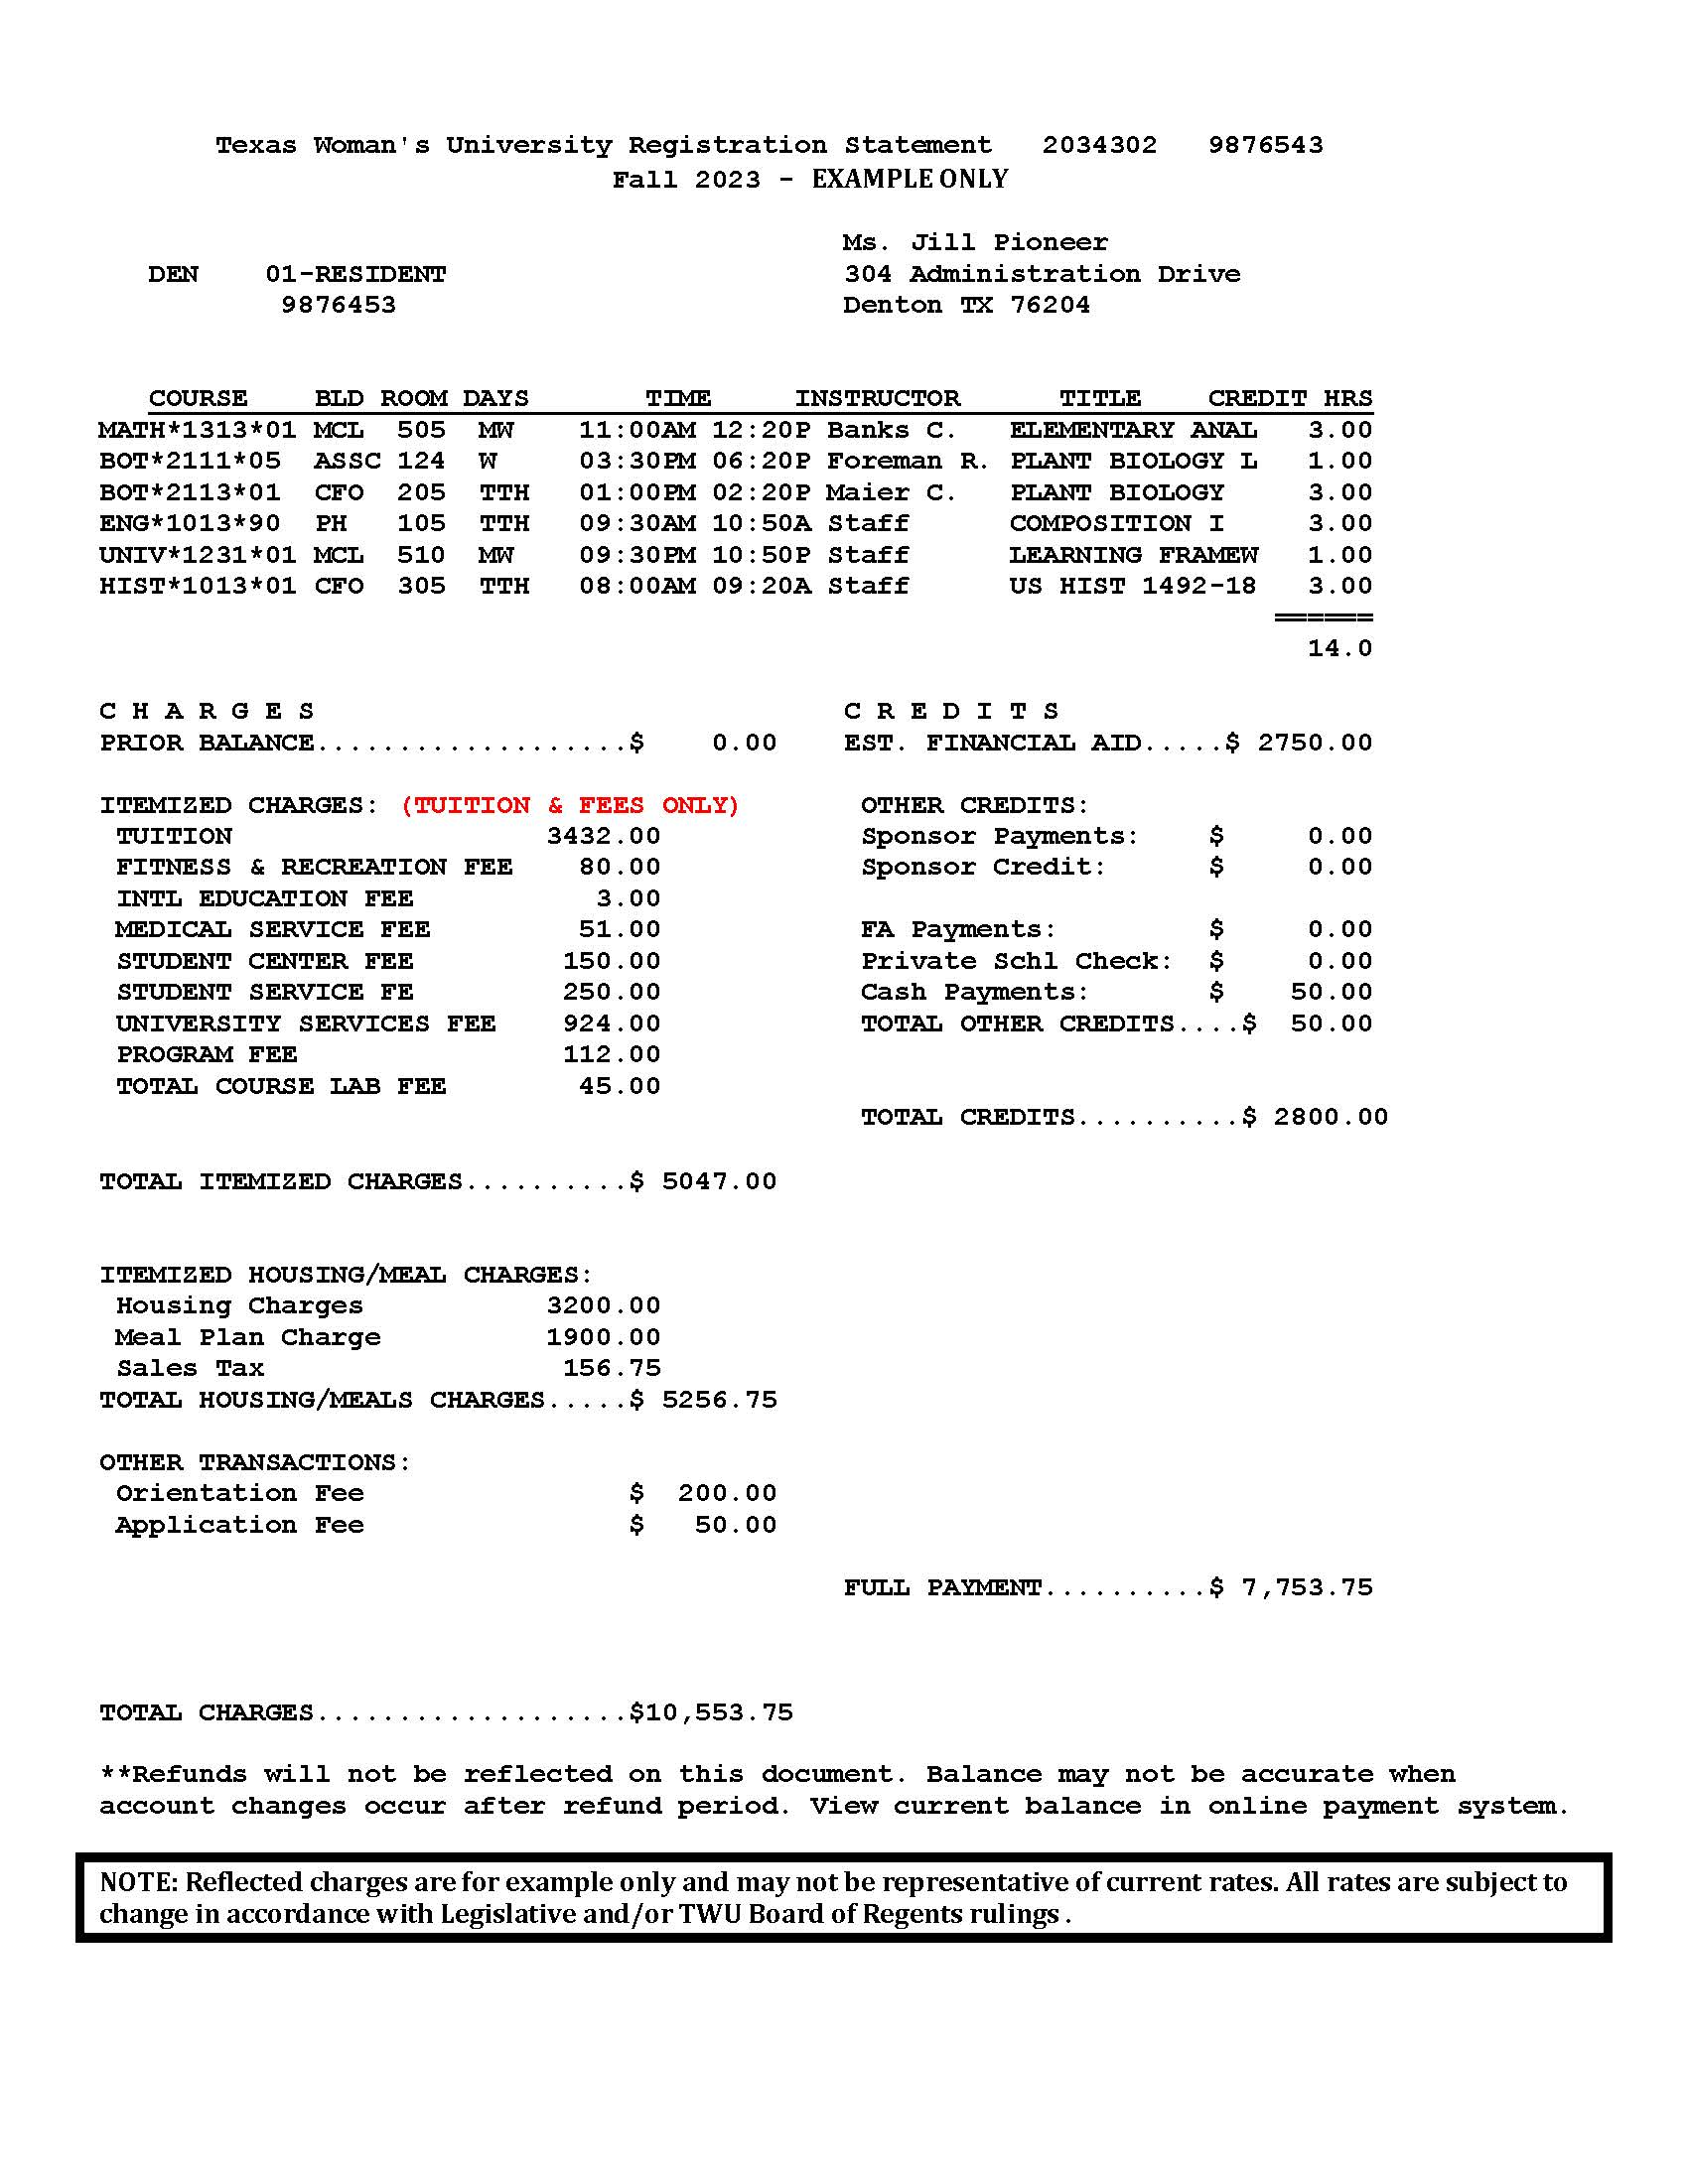 Texas Woman's University Registration Statement 2034302 9876543
Fall 2023 - EXAMPLE ONLY
Ms. Jill Pioneer
DEN 01-RESIDENT 304 Administration Drive
9876453 Denton TX 76204
COURSE BLD ROOM DAYS TIME INSTRUCTOR TITLE CREDIT HRS
MATH*1313*01 MCL 505 MW 11:00AM 12:20P Banks C. ELEMENTARY ANAL 3.00
BOT*2111*05 ASSC 124 W 03:30PM 06:20P Foreman R. PLANT BIOLOGY L 1.00
BOT*2113*01 CFO 205 TTH 01:00PM 02:20P Maier C. PLANT BIOLOGY 3.00
ENG*1013*90 PH 105 TTH 09:30AM 10:50A Staff COMPOSITION I 3.00
UNIV*1231*01 MCL 510 MW 09:30PM 10:50P Staff LEARNING FRAMEW 1.00
HIST*1013*01 CFO 305 TTH 08:00AM 09:20A Staff US HIST 1492-18 3.00
======
14.0
C H A R G E S C R E D I T S
PRIOR BALANCE...................$ 0.00 EST. FINANCIAL AID.....$ 2750.00
ITEMIZED CHARGES: (TUITION & FEES ONLY) OTHER CREDITS:
TUITION 3432.00 Sponsor Payments: $ 0.00
FITNESS & RECREATION FEE 80.00 Sponsor Credit: $ 0.00
INTL EDUCATION FEE 3.00
MEDICAL SERVICE FEE 51.00 FA Payments: $ 0.00
STUDENT CENTER FEE 150.00 Private Schl Check: $ 0.00
STUDENT SERVICE FE 250.00 Cash Payments: $ 50.00
UNIVERSITY SERVICES FEE 924.00 TOTAL OTHER CREDITS....$ 50.00
PROGRAM FEE 112.00
TOTAL COURSE LAB FEE 45.00
TOTAL CREDITS..........$ 2800.00
TOTAL ITEMIZED CHARGES..........$ 5047.00
ITEMIZED HOUSING/MEAL CHARGES:
Housing Charges 3200.00
Meal Plan Charge 1900.00
Sales Tax 156.75
TOTAL HOUSING/MEALS CHARGES.....$ 5256.75
OTHER TRANSACTIONS:
Orientation Fee $ 200.00
Application Fee $ 50.00
FULL PAYMENT..........$ 7,753.75
TOTAL CHARGES...................$10,553.75
**Refunds will not be reflected on this document. Balance may not be accurate when
account changes occur after refund period. View current balance in online payment system.
NOTE: Reflected charges are for example only and may not be representative of current rates. All rates are subject to
change in accordance with Legislative and/or TWU Board of Regents rulings .